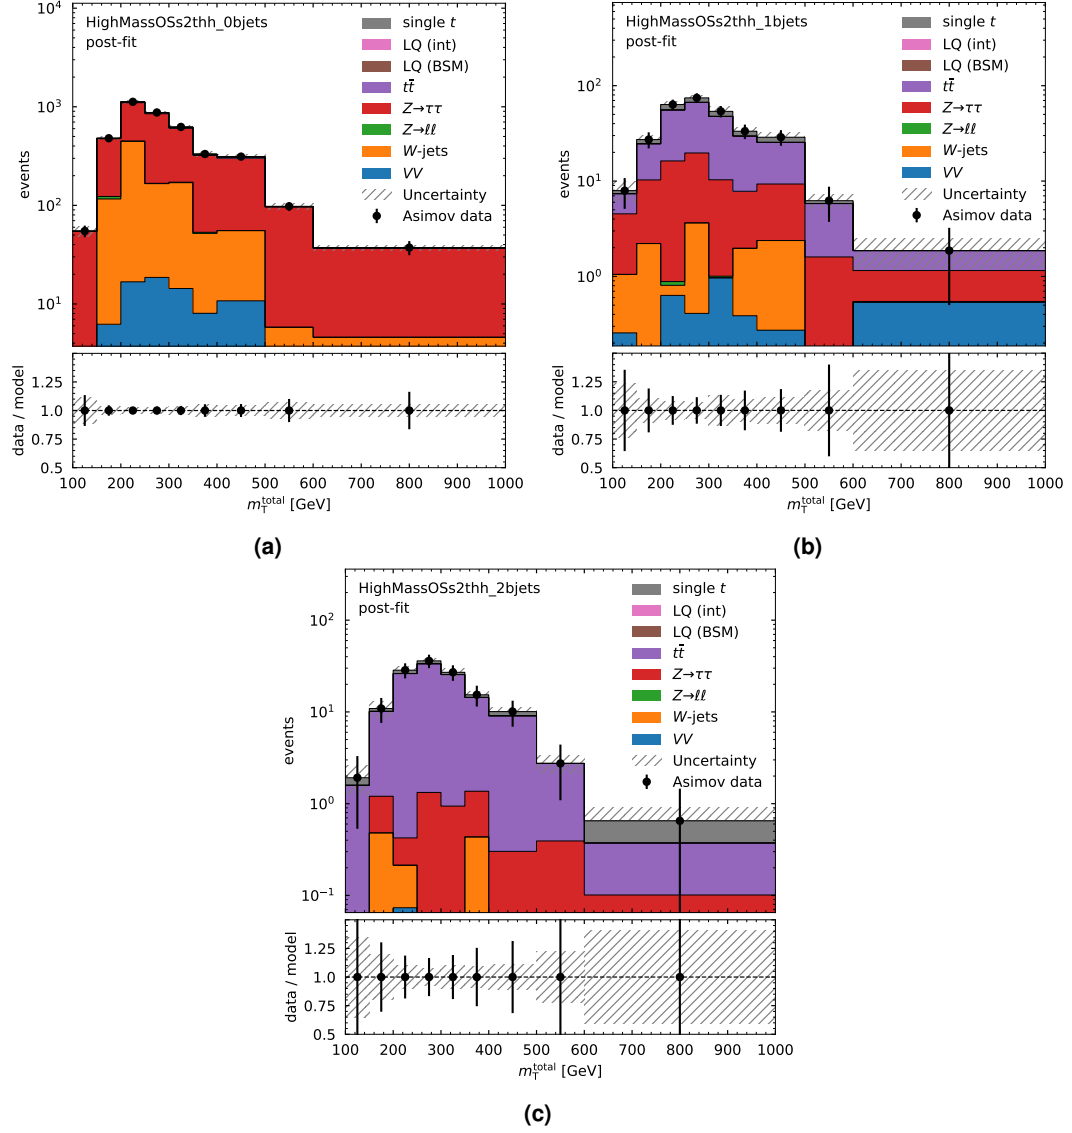 HighMassOSs2thh_0bjets
post-fit
single t
LQ (int)
LQ (BSM)
tt̄
Z→ττ
Z→ℓℓ
W-jets
VV
Uncertainty
Asimov data
events
10³
10²
10¹
data / model
1.25
1.0
0.75
0.5
100 200 300 400 500 600 700 800 900 1000
m_T^total [GeV]
(a)
HighMassOSs2thh_1bjets
post-fit
single t
LQ (int)
LQ (BSM)
tt̄
Z→ττ
Z→ℓℓ
W-jets
VV
Uncertainty
Asimov data
events
10²
10¹
10⁰
data / model
1.25
1.0
0.75
0.5
100 200 300 400 500 600 700 800 900 1000
m_T^total [GeV]
(b)
HighMassOSs2thh_2bjets
post-fit
single t
LQ (int)
LQ (BSM)
tt̄
Z→ττ
Z→ℓℓ
W-jets
VV
Uncertainty
Asimov data
events
10²
10¹
10⁰
10⁻¹
data / model
1.25
1.0
0.75
0.5
100 200 300 400 500 600 700 800 900 1000
m_T^total [GeV]
(c)